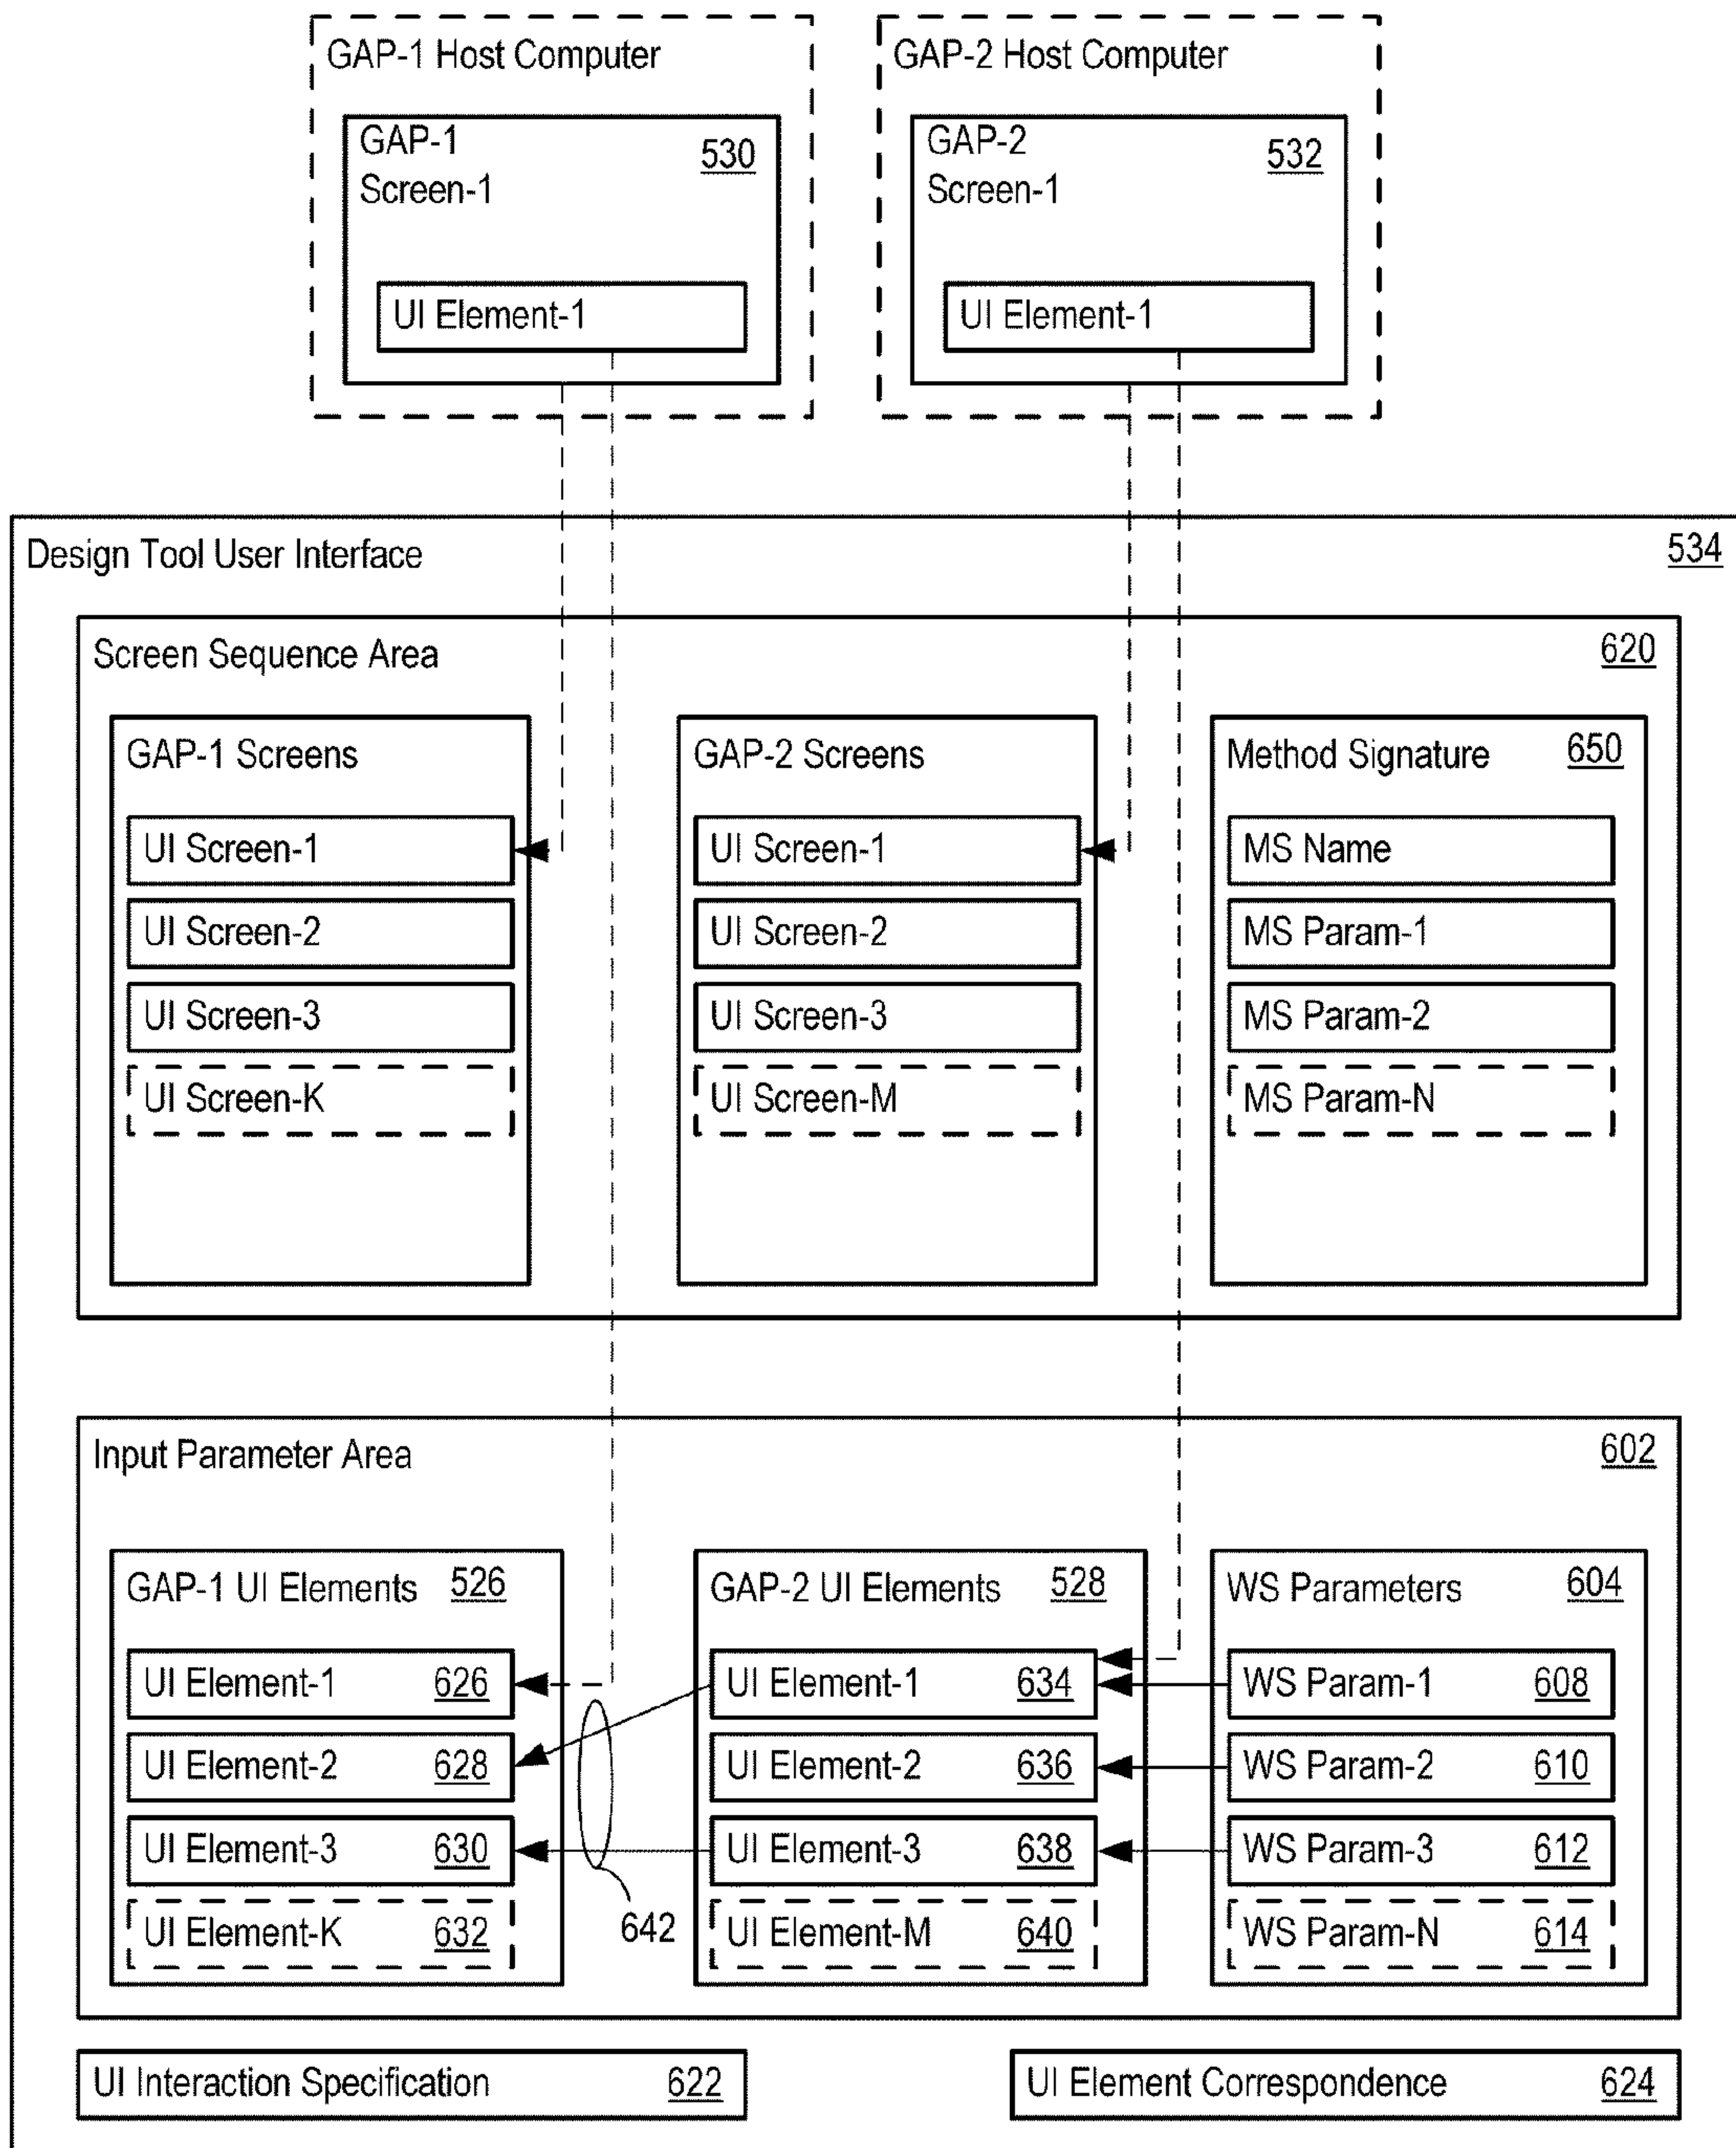 GAP-1 Host Computer
GAP-1
Screen-1
530
UI Element-1
GAP-2 Host Computer
GAP-2
Screen-1
532
UI Element-1
Design Tool User Interface 534
Screen Sequence Area 620
GAP-1 Screens
UI Screen-1
UI Screen-2
UI Screen-3
UI Screen-K
GAP-2 Screens
UI Screen-1
UI Screen-2
UI Screen-3
UI Screen-M
Method Signature 650
MS Name
MS Param-1
MS Param-2
MS Param-N
Input Parameter Area 602
GAP-1 UI Elements 526
UI Element-1 626
UI Element-2 628
UI Element-3 630
UI Element-K 632
642
GAP-2 UI Elements 528
UI Element-1 634
UI Element-2 636
UI Element-3 638
UI Element-M 640
WS Parameters 604
WS Param-1 608
WS Param-2 610
WS Param-3 612
WS Param-N 614
UI Interaction Specification 622
UI Element Correspondence 624